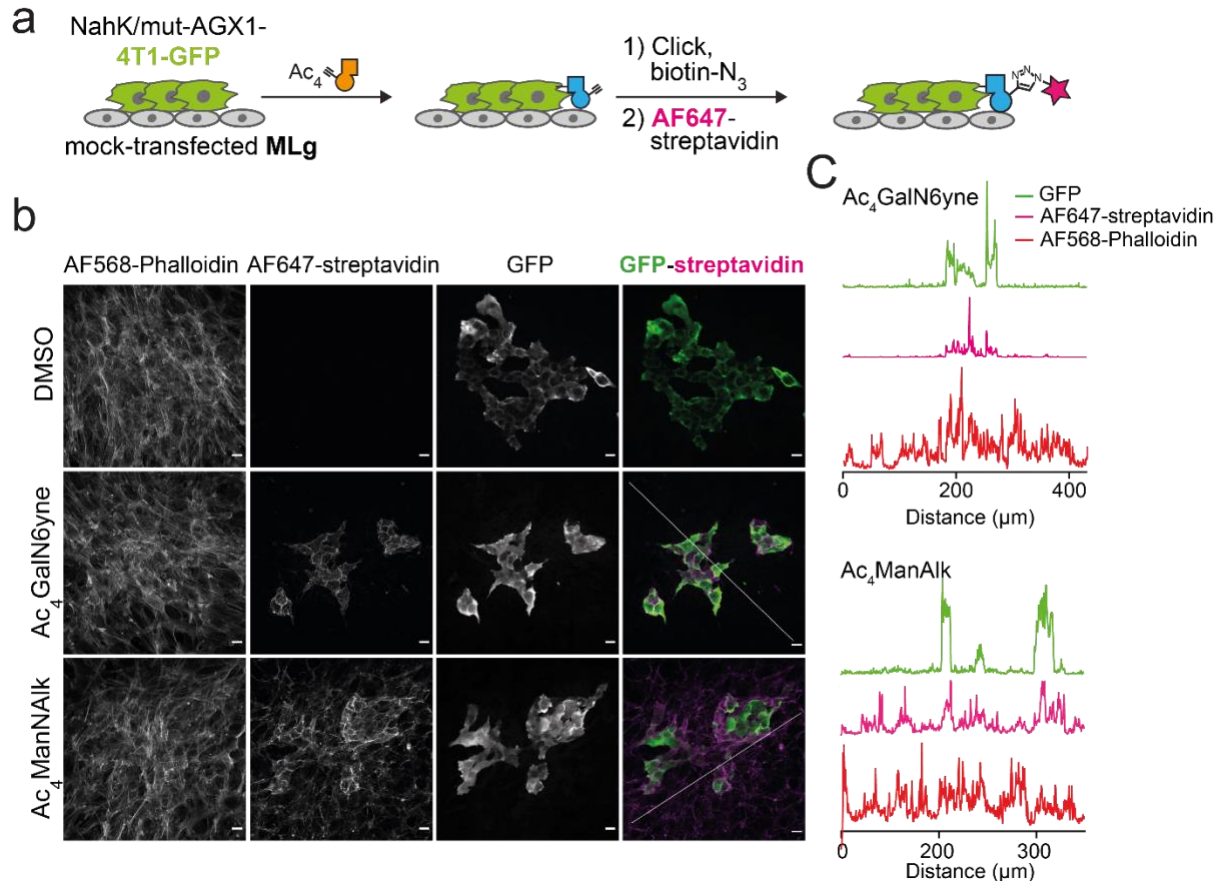 a
NahK/mut-AGX1-
4T1-GFP
mock-transfected MLg
Ac4
1) Click,
biotin-N3
2) AF647-
streptavidin
N
N
N
b
AF568-Phalloidin
AF647-streptavidin
GFP
GFP-streptavidin
DMSO
Ac4GalN6yne
Ac4ManNAlk
C
Ac4GalN6yne
GFP
AF647-streptavidin
AF568-Phalloidin
0
200
400
Distance (µm)
Ac4ManAlk
0
200
300
Distance (µm)